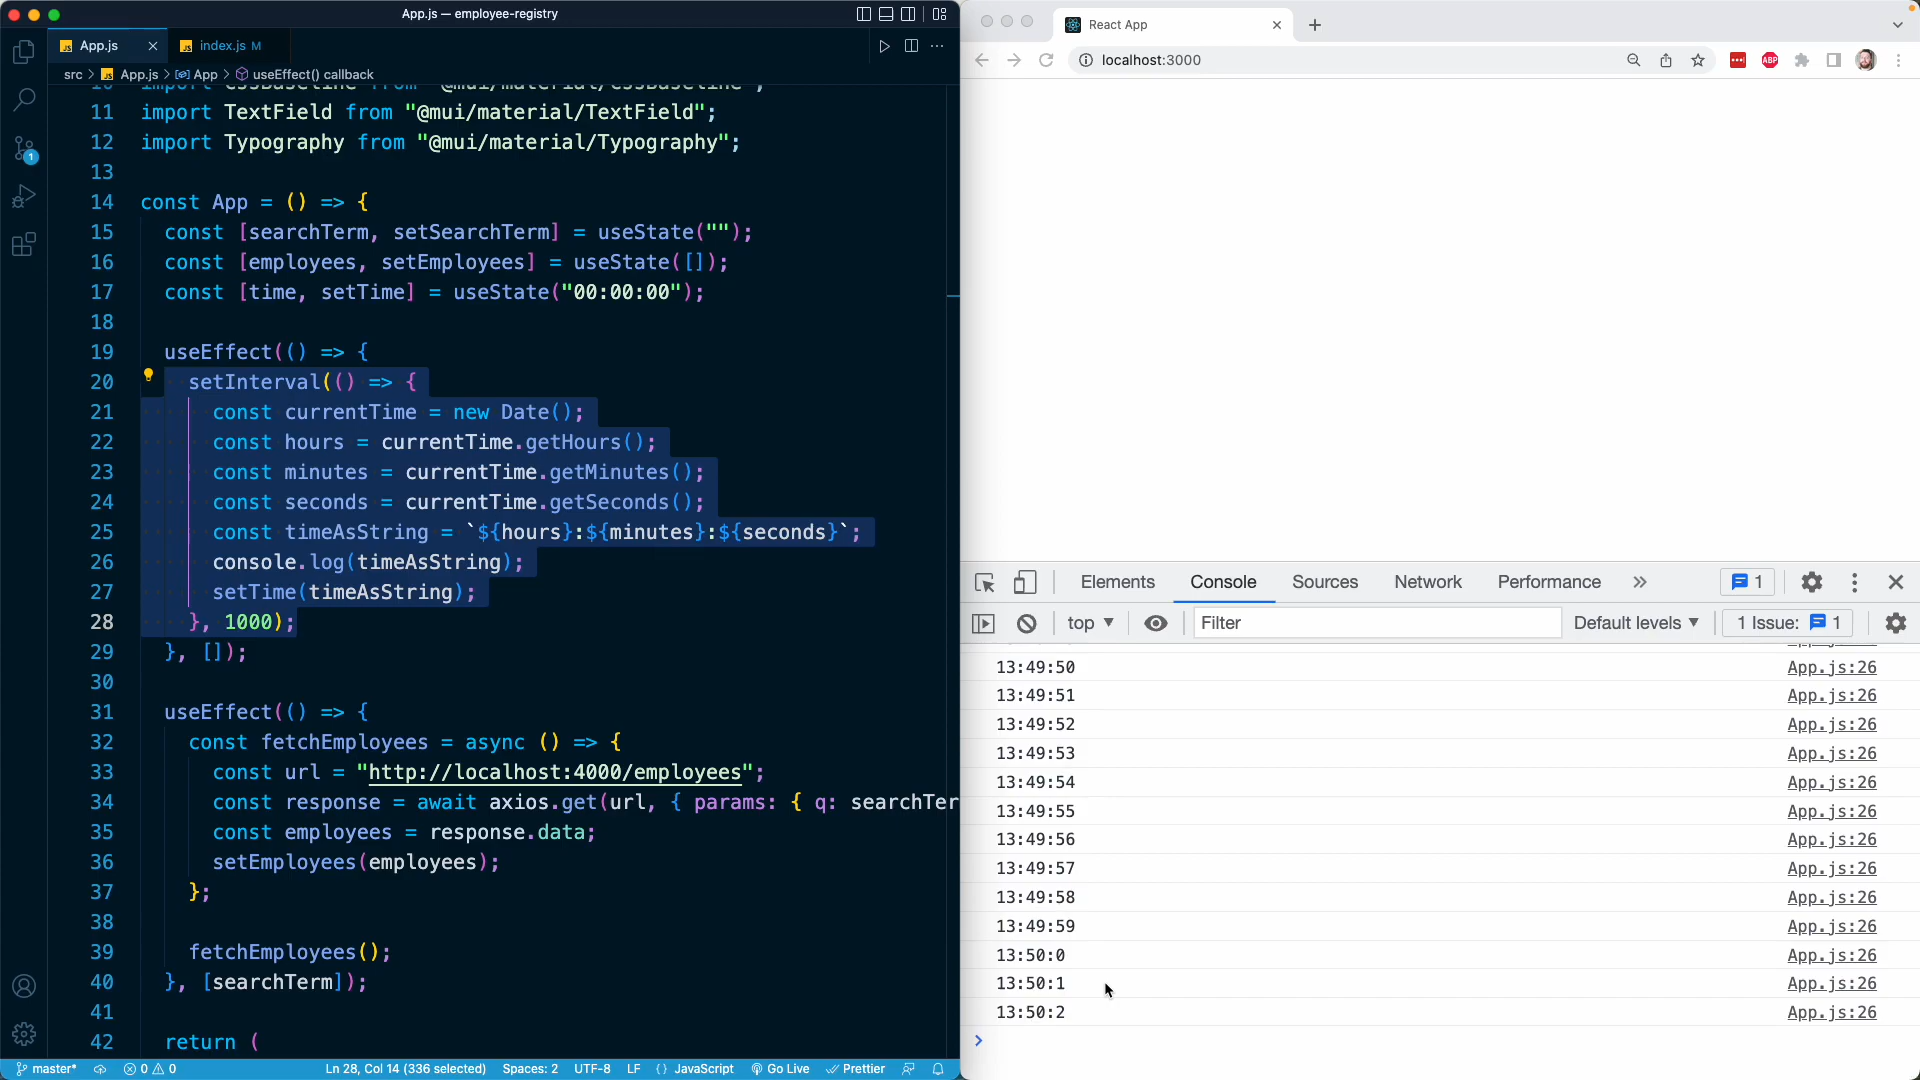 App.js — employee-registry
App.js
index.js M
src > App.js > App > useEffect() callback
10 import CssBaseline from "@mui/material/CssBaseline";
11 import TextField from "@mui/material/TextField";
12 import Typography from "@mui/material/Typography";
13
14 const App = () => {
15 const [searchTerm, setSearchTerm] = useState("");
16 const [employees, setEmployees] = useState([]);
17 const [time, setTime] = useState("00:00:00");
18
19 useEffect(() => {
20 setInterval(() => {
21 const currentTime = new Date();
22 const hours = currentTime.getHours();
23 const minutes = currentTime.getMinutes();
24 const seconds = currentTime.getSeconds();
25 const timeAsString = `${hours}:${minutes}:${seconds}`;
26 console.log(timeAsString);
27 setTime(timeAsString);
28 }, 1000);
29 }, []);
30
31 useEffect(() => {
32 const fetchEmployees = async () => {
33 const url = "http://localhost:4000/employees";
34 const response = await axios.get(url, { params: { q: searchTer
35 const employees = response.data;
36 setEmployees(employees);
37 };
38
39 fetchEmployees();
40 }, [searchTerm]);
41
42 return (
1
master* 0 0 Ln 28, Col 14 (336 selected) Spaces: 2 UTF-8 LF {} JavaScript Go Live Prettier
React App
localhost:3000
ABP
Elements Console Sources Network Performance » 1
top Filter Default levels 1 Issue: 1
13:49:50 App.js:26
13:49:51 App.js:26
13:49:52 App.js:26
13:49:53 App.js:26
13:49:54 App.js:26
13:49:55 App.js:26
13:49:56 App.js:26
13:49:57 App.js:26
13:49:58 App.js:26
13:49:59 App.js:26
13:50:0 App.js:26
13:50:1 App.js:26
13:50:2 App.js:26